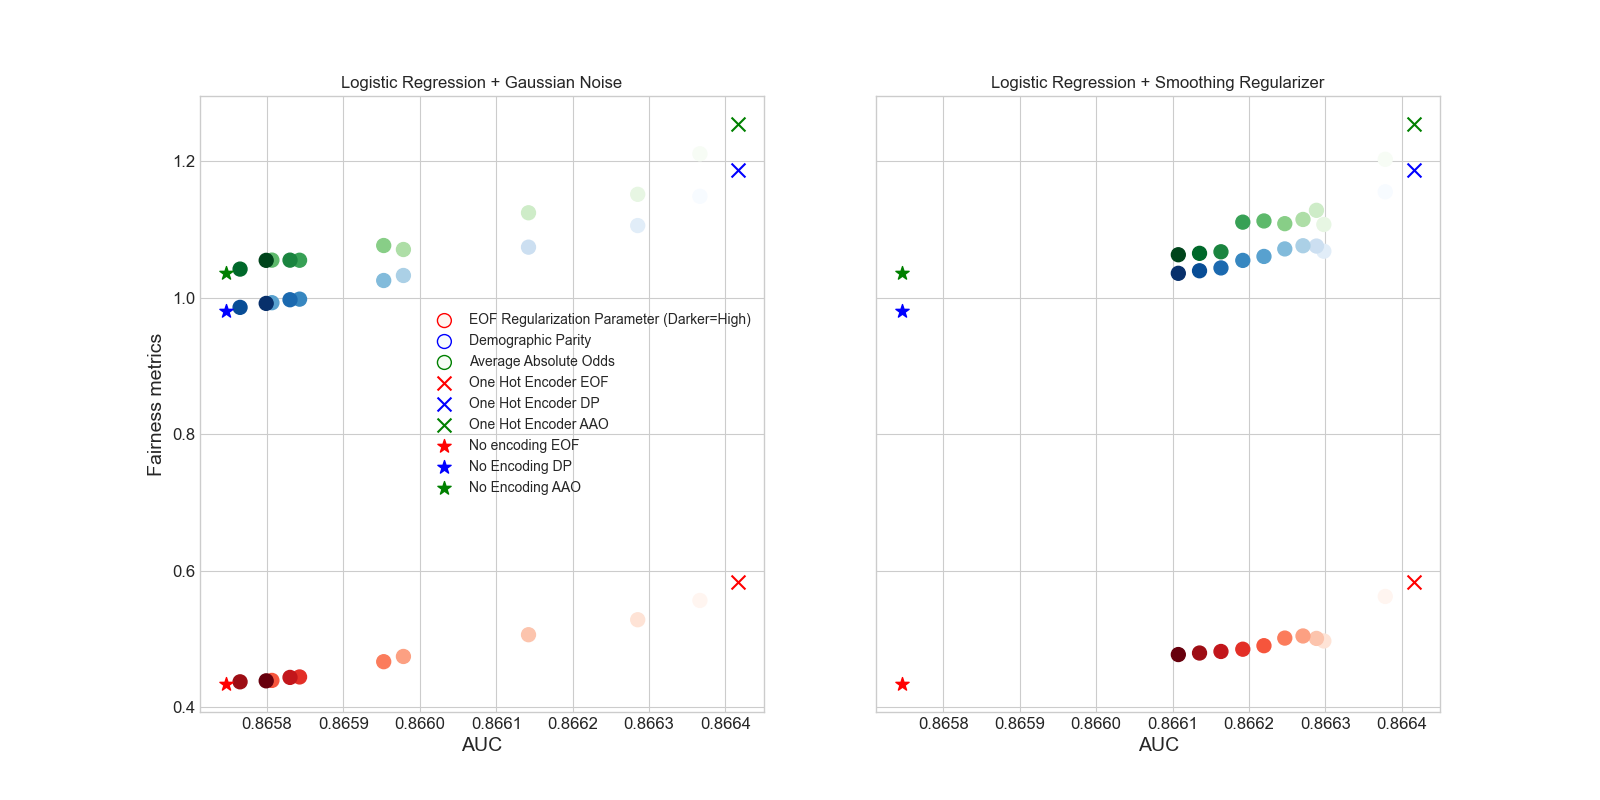 Logistic Regression + Gaussian Noise
Logistic Regression + Smoothing Regularizer
Fairness metrics
1.2
1.0
0.8
0.6
0.4
EOF Regularization Parameter (Darker=High)
Demographic Parity
Average Absolute Odds
One Hot Encoder EOF
One Hot Encoder DP
One Hot Encoder AAO
No encoding EOF
No Encoding DP
No Encoding AAO
0.8658 0.8659 0.8660 0.8661 0.8662 0.8663 0.8664
AUC
0.8658 0.8659 0.8660 0.8661 0.8662 0.8663 0.8664
AUC